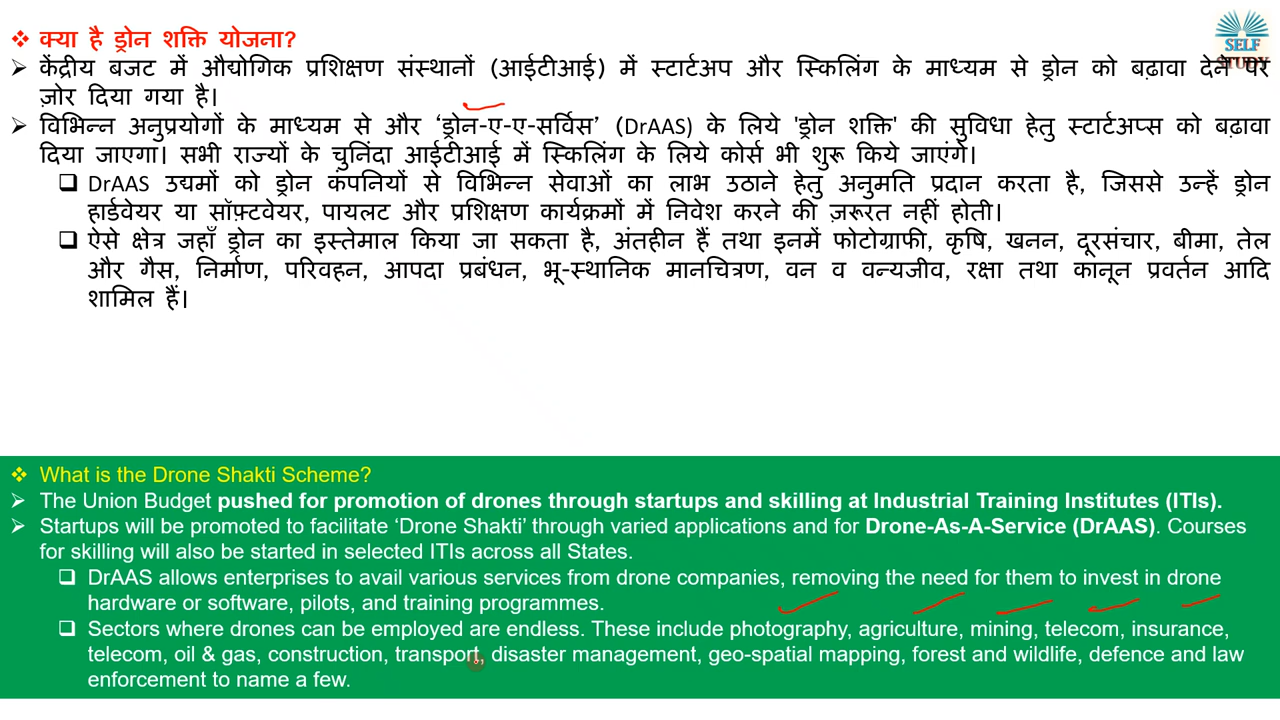 ❖ क्या है ड्रोन शक्ति योजना?
SELF
STUDY
➢ केंद्रीय बजट में औद्योगिक प्रशिक्षण संस्थानों (आईटीआई) में स्टार्टअप और स्किलिंग के माध्यम से ड्रोन को बढ़ावा देने पर
ज़ोर दिया गया है।
➢ विभिन्न अनुप्रयोगों के माध्यम से और ‘ड्रोन-ए-ए-सर्विस’ (DrAAS) के लिये 'ड्रोन शक्ति' की सुविधा हेतु स्टार्टअप्स को बढ़ावा
दिया जाएगा। सभी राज्यों के चुनिंदा आईटीआई में स्किलिंग के लिये कोर्स भी शुरू किये जाएंगे।
❑ DrAAS उद्यमों को ड्रोन कंपनियों से विभिन्न सेवाओं का लाभ उठाने हेतु अनुमति प्रदान करता है, जिससे उन्हें ड्रोन
हार्डवेयर या सॉफ़्टवेयर, पायलट और प्रशिक्षण कार्यक्रमों में निवेश करने की ज़रूरत नहीं होती।
❑ ऐसे क्षेत्र जहाँ ड्रोन का इस्तेमाल किया जा सकता है, अंतहीन हैं तथा इनमें फोटोग्राफी, कृषि, खनन, दूरसंचार, बीमा, तेल
और गैस, निर्माण, परिवहन, आपदा प्रबंधन, भू-स्थानिक मानचित्रण, वन व वन्यजीव, रक्षा तथा कानून प्रवर्तन आदि
शामिल हैं।
❖ What is the Drone Shakti Scheme?
➢ The Union Budget pushed for promotion of drones through startups and skilling at Industrial Training Institutes (ITIs).
➢ Startups will be promoted to facilitate ‘Drone Shakti’ through varied applications and for Drone-As-A-Service (DrAAS). Courses
for skilling will also be started in selected ITIs across all States.
❑ DrAAS allows enterprises to avail various services from drone companies, removing the need for them to invest in drone
hardware or software, pilots, and training programmes.
❑ Sectors where drones can be employed are endless. These include photography, agriculture, mining, telecom, insurance,
telecom, oil & gas, construction, transport, disaster management, geo-spatial mapping, forest and wildlife, defence and law
enforcement to name a few.